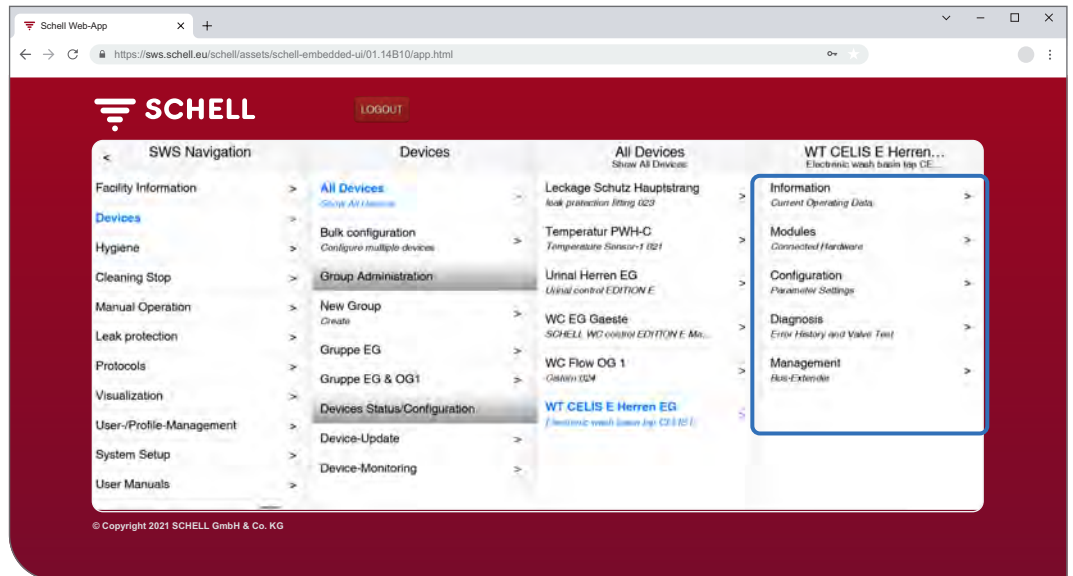 Schell Web-App
https://sws.schell.eu/schell/assets/schell-embedded-ui/01.14B10/app.html
SCHELL
LOGOUT
< SWS Navigation
Facility Information >
Devices >
Hygiene >
Cleaning Stop >
Manual Operation >
Leak protection >
Protocols >
Visualization >
User-/Profile-Management >
System Setup >
User Manuals >
Devices
All Devices >
Show All Devices
Bulk configuration >
Configure multiple devices
Group Administration
New Group >
Create
Gruppe EG >
Gruppe EG & OG1 >
Devices Status/Configuration
Device-Update >
Device-Monitoring >
All Devices
Show All Devices
Leckage Schutz Hauptstrang >
leak protection fitting 023
Temperatur PWH-C >
Temperature Sensor-1 021
Urinal Herren EG >
Urinal control EDITION E
WC EG Gaeste >
SCHELL WC control EDITION E Ma...
WC Flow OG 1 >
024
WT CELIS E Herren EG >
Electronic wash basin tap CELIS E
WT CELIS E Herren...
Electronic wash basin tap CE...
Information >
Current Operating Data
Modules >
Connected Hardware
Configuration >
Parameter Settings
Diagnosis >
Error History and Valve Test
Management >
Bus-Extender
© Copyright 2021 SCHELL GmbH & Co. KG